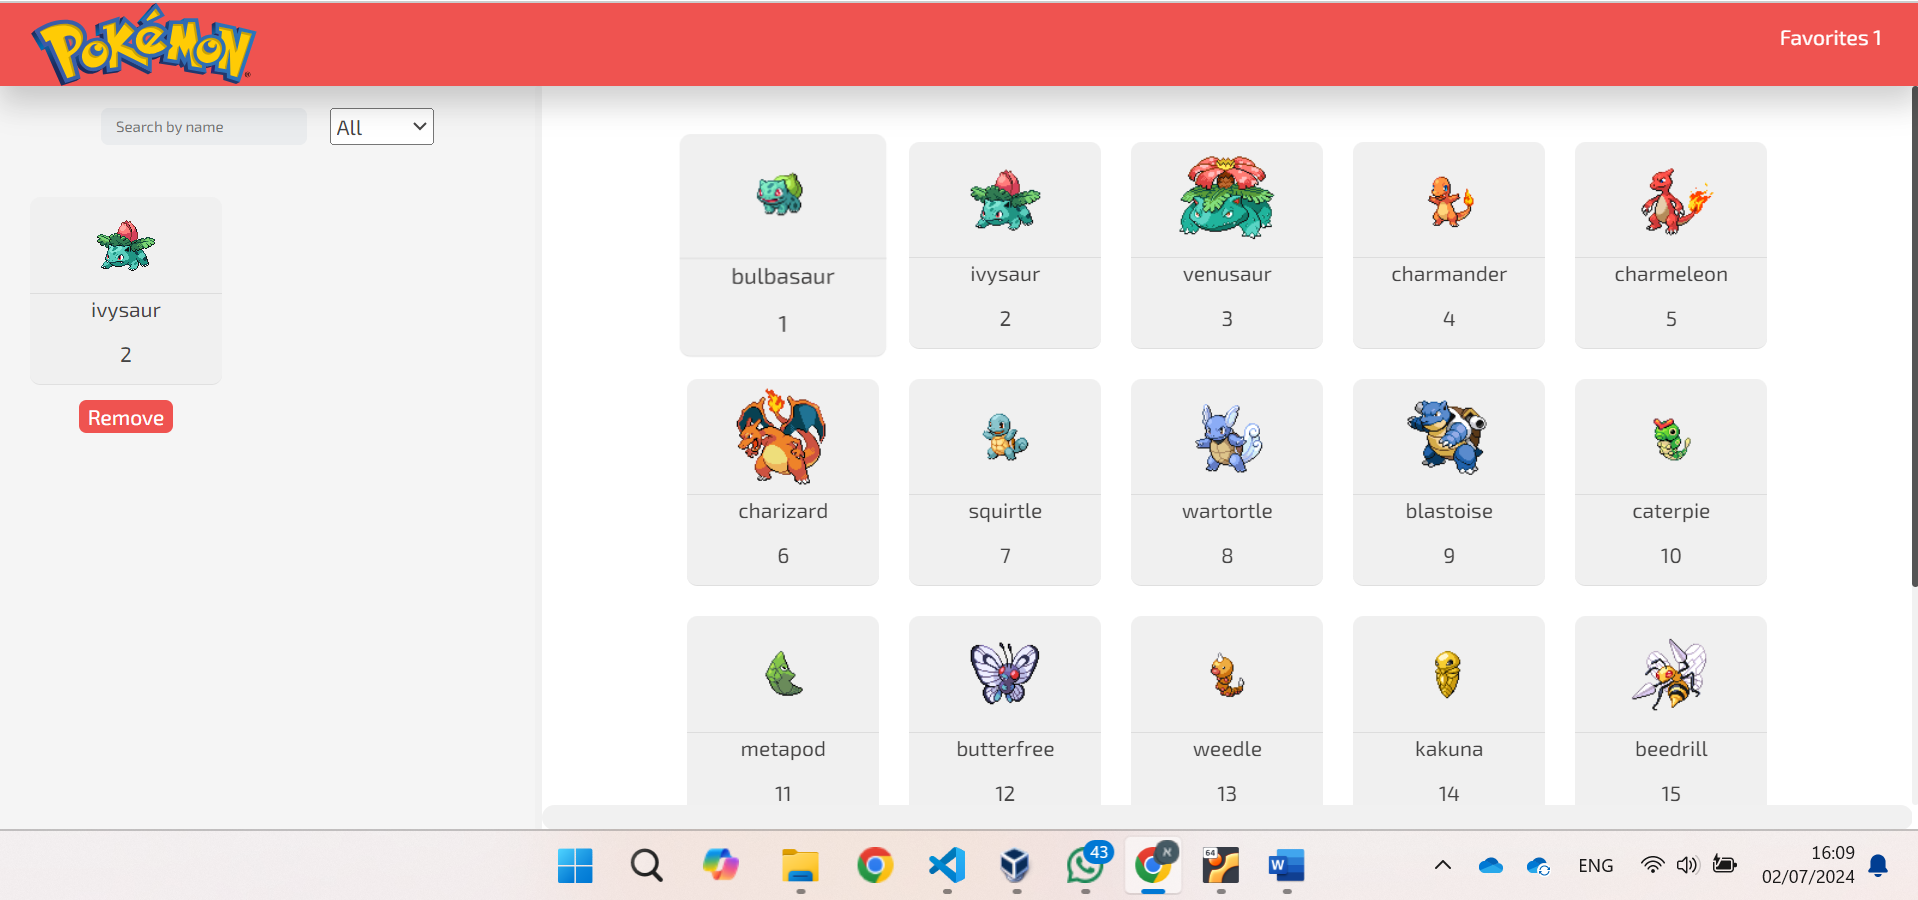 POKéMON
Favorites 1
Search by name
All
ivysaur
2
Remove
bulbasaur
1
ivysaur
2
venusaur
3
charmander
4
charmeleon
5
charizard
6
squirtle
7
wartortle
8
blastoise
9
caterpie
10
metapod
11
butterfree
12
weedle
13
kakuna
14
beedrill
15
43
א
64
W
ENG
16:09
02/07/2024